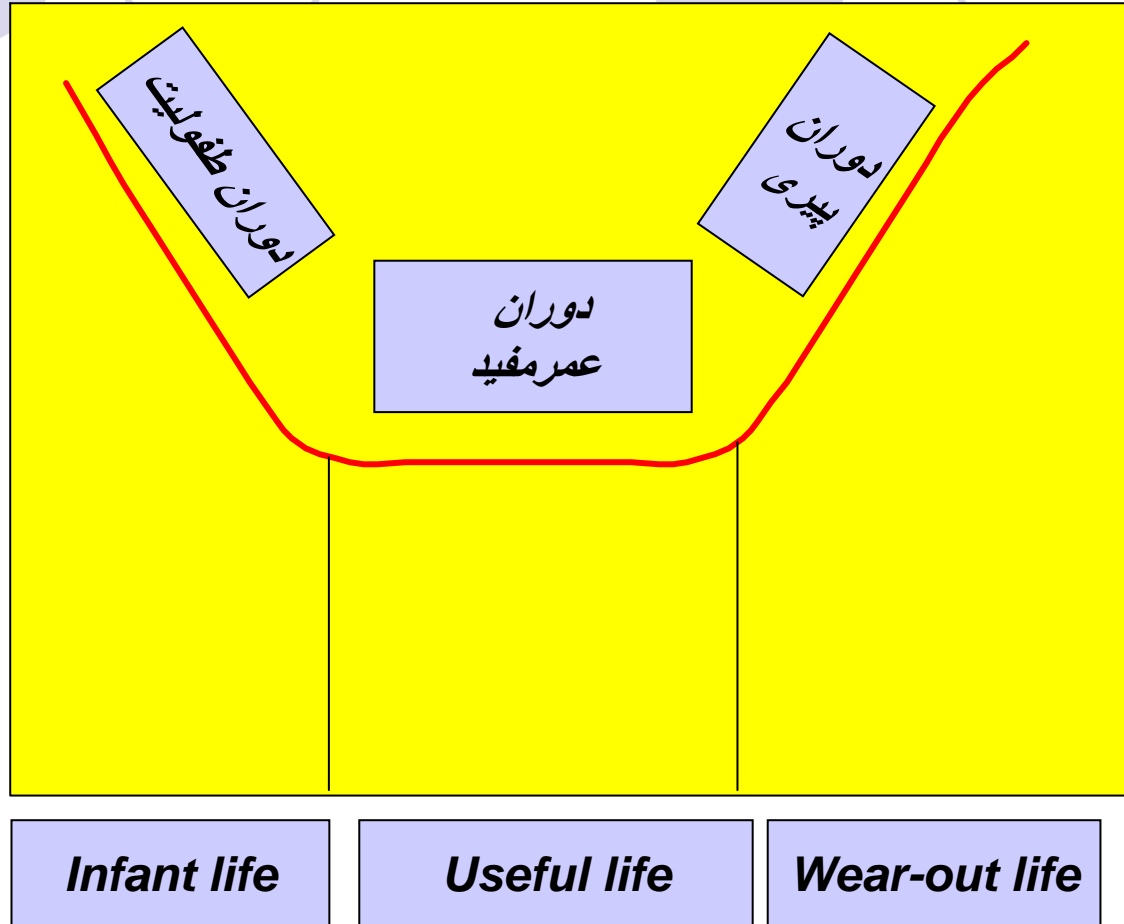 دوران طفولیت
دوران
پیری
دوران
عمرمفید
Infant life
Useful life
Wear-out life